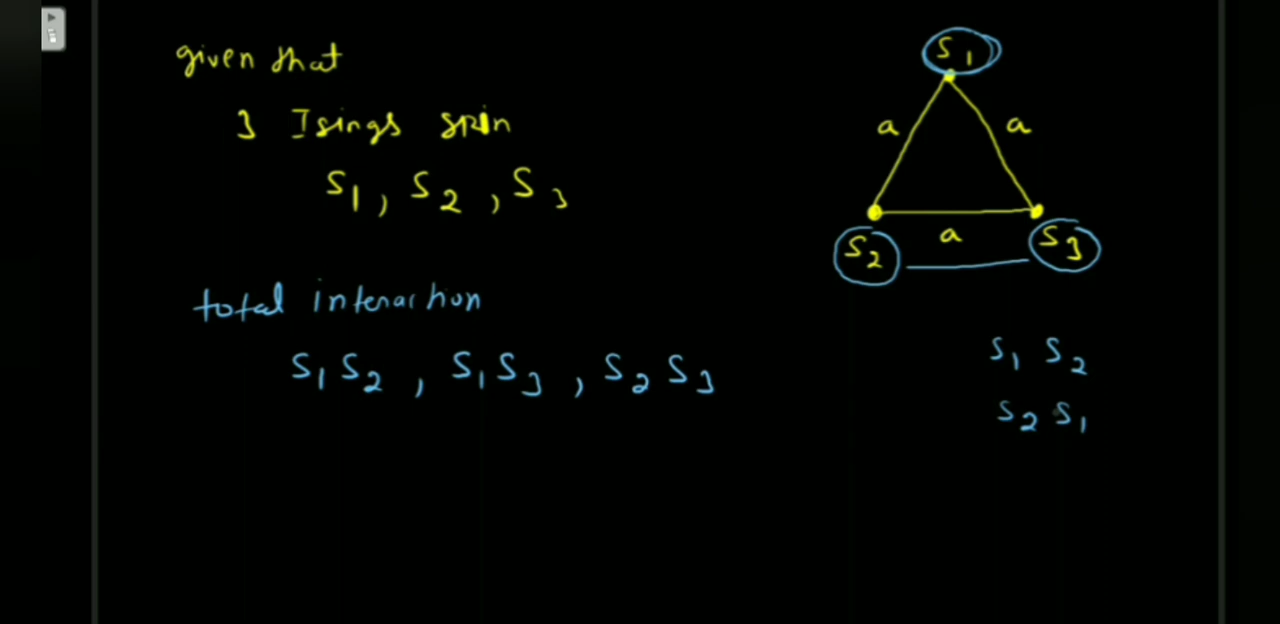 given that
3 Isings spin
S1, S2, S3
total interaction
S1S2, S1S3, S2S3
S1
a a
a
S2 S3
S1 S2
S2 S1